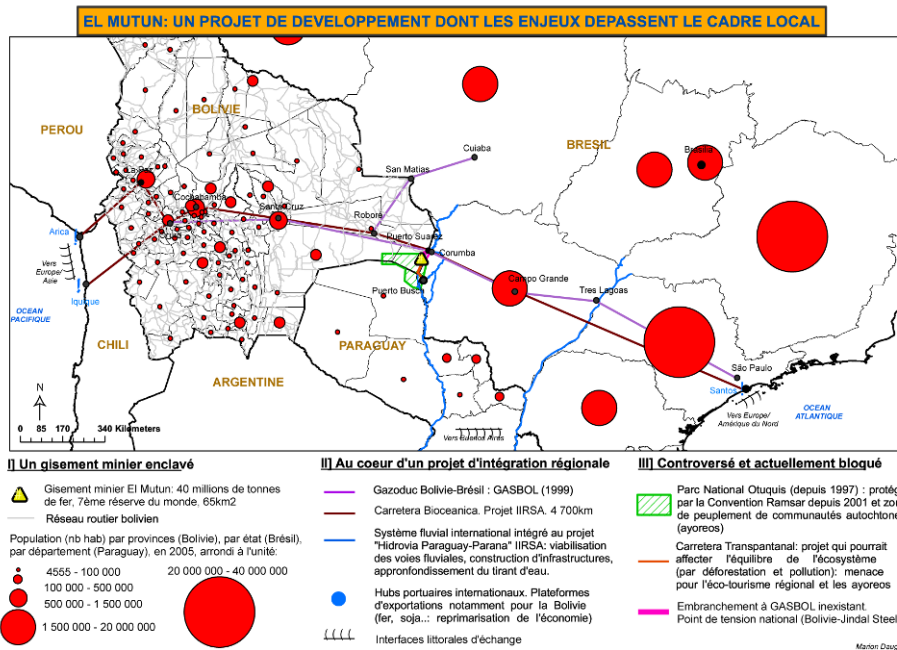 EL MUTUN: UN PROJET DE DEVELOPPEMENT DONT LES ENJEUX DEPASSENT LE CADRE LOCAL
PEROU
BOLIVIE
BRESIL
Cuiaba
Brasilia
San Matias
La Paz
Cochabamba
Santa Cruz
Roboré
Arica
Puerto Suarez
Corumba
Vers
Europe/
Asie
Iquique
Puerto Busch
Campo Grande
Tres Lagoas
OCEAN
PACIFIQUE
CHILI
PARAGUAY
ARGENTINE
São Paulo
Santos
OCEAN
ATLANTIQUE
Vers Europe/
Amérique du Nord
Vers Buenos Aires
N
0 85 170 340 Kilometers
I] Un gisement minier enclavé
Gisement minier El Mutun: 40 millions de tonnes
de fer, 7ème réserve du monde, 65km2
Réseau routier bolivien
Population (nb hab) par provinces (Bolivie), par état (Brésil),
par département (Paraguay), en 2005, arrondi à l'unité:
4555 - 100 000
100 000 - 500 000
500 000 - 1 500 000
1 500 000 - 20 000 000
20 000 000 - 40 000 000
II] Au coeur d'un projet d'intégration régionale
Gazoduc Bolivie-Brésil : GASBOL (1999)
Carretera Bioceanica. Projet IIRSA. 4 700km
Système fluvial international intégré au projet
"Hidrovia Paraguay-Parana" IIRSA: viabilisation
des voies fluviales, construction d'infrastructures,
appronfondissement du tirant d'eau.
Hubs portuaires internationaux. Plateformes
d'exportations notamment pour la Bolivie
(fer, soja..: reprimarisation de l'économie)
Interfaces littorales d'échange
III] Controversé et actuellement bloqué
Parc National Otuquis (depuis 1997) : protég
par la Convention Ramsar depuis 2001 et zon
de peuplement de communautés autochtone
(ayoreos)
Carretera Transpantanal: projet qui pourrait
affecter l'équilibre de l'écosystème
(par déforestation et pollution): menace
pour l'éco-tourisme régional et les ayoreos
Embranchement à GASBOL inexistant.
Point de tension national (Bolivie-Jindal Steel
Marion Daug